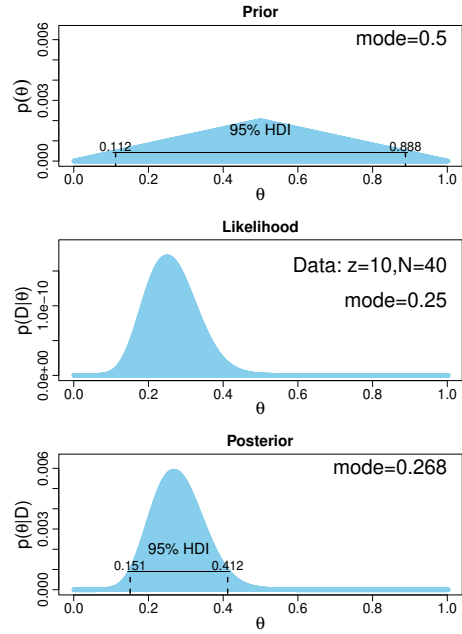 Prior
mode=0.5
p(θ)
0.000 0.003 0.006
95% HDI
0.112 0.888
0.0 0.2 0.4 0.6 0.8 1.0
θ
Likelihood
Data: z=10,N=40
mode=0.25
p(D|θ)
0.0e+00 1.0e−10
0.0 0.2 0.4 0.6 0.8 1.0
θ
Posterior
mode=0.268
p(θ|D)
0.000 0.003 0.006
95% HDI
0.151 0.412
0.0 0.2 0.4 0.6 0.8 1.0
θ